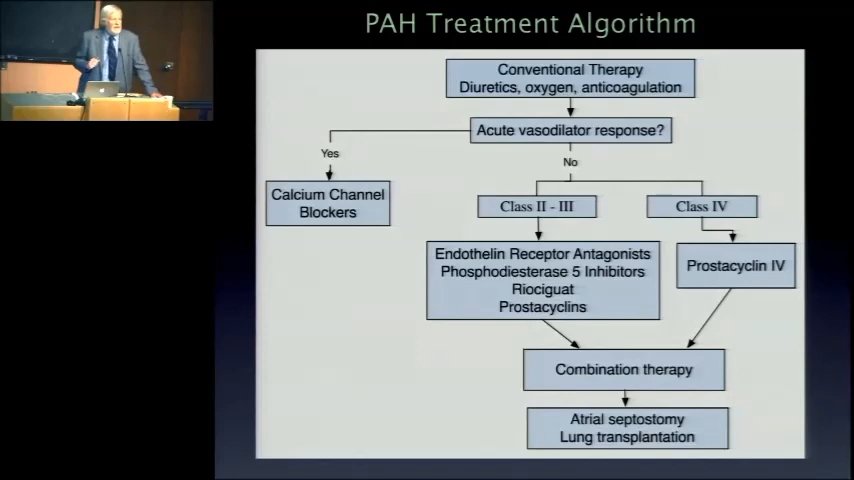 PAH Treatment Algorithm
Conventional Therapy
Diuretics, oxygen, anticoagulation
Acute vasodilator response?
Yes
No
Calcium Channel
Blockers
Class II - III
Class IV
Endothelin Receptor Antagonists
Phosphodiesterase 5 Inhibitors
Riociguat
Prostacyclins
Prostacyclin IV
Combination therapy
Atrial septostomy
Lung transplantation